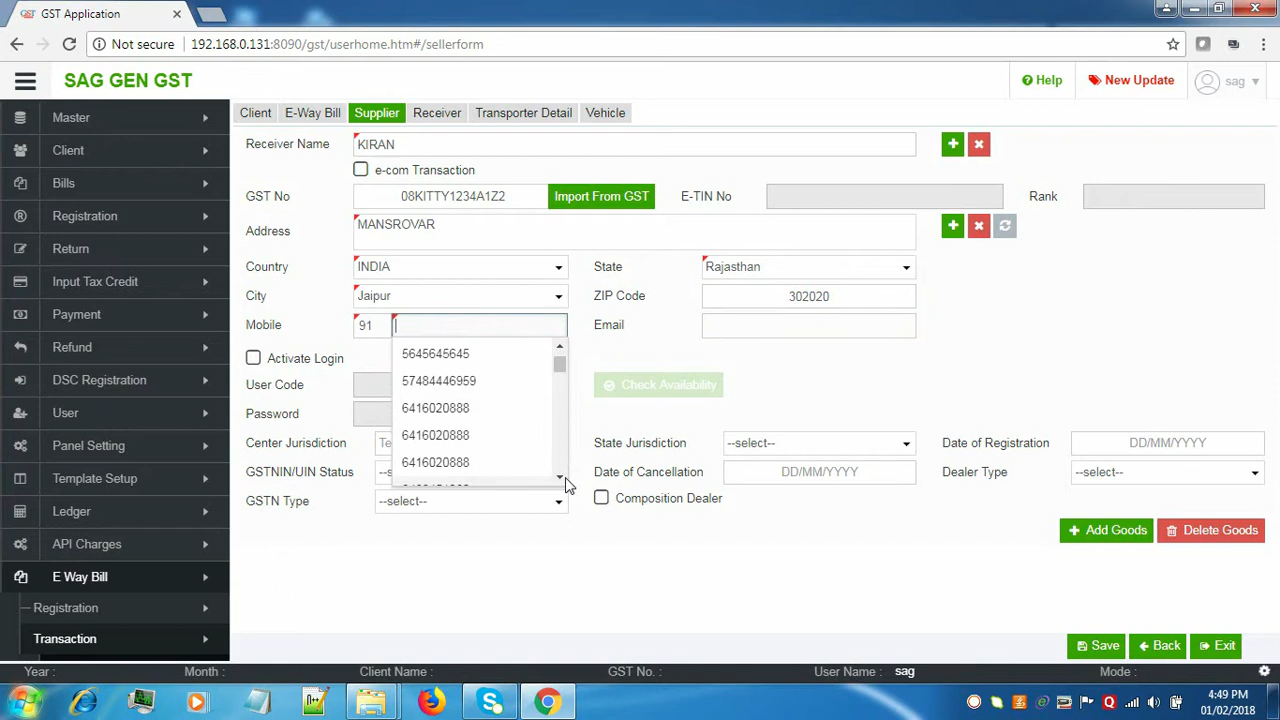 GST Application
Not secure 192.168.0.131:8090/gst/userhome.htm#/sellerform
SAG GEN GST
Help
New Update
sag
Master
Client
Bills
Registration
Return
Input Tax Credit
Payment
Refund
DSC Registration
User
Panel Setting
Template Setup
Ledger
API Charges
E Way Bill
Registration
Transaction
Client E-Way Bill Supplier Receiver Transporter Detail Vehicle
Receiver Name KIRAN
e-com Transaction
GST No 08KITTY1234A1Z2 Import From GST E-TIN No Rank
Address MANSROVAR
Country INDIA State Rajasthan
City Jaipur ZIP Code 302020
Mobile 91 Email
5645645645
57484446959
6416020888
6416020888
6416020888
Activate Login
User Code Check Availability
Password
Center Jurisdiction State Jurisdiction --select-- Date of Registration DD/MM/YYYY
GSTNIN/UIN Status Date of Cancellation DD/MM/YYYY Dealer Type --select--
GSTN Type --select-- Composition Dealer
Add Goods Delete Goods
Save Back Exit
Year : Month : Client Name : GST No. : User Name : sag Mode :
4:49 PM
01/02/2018